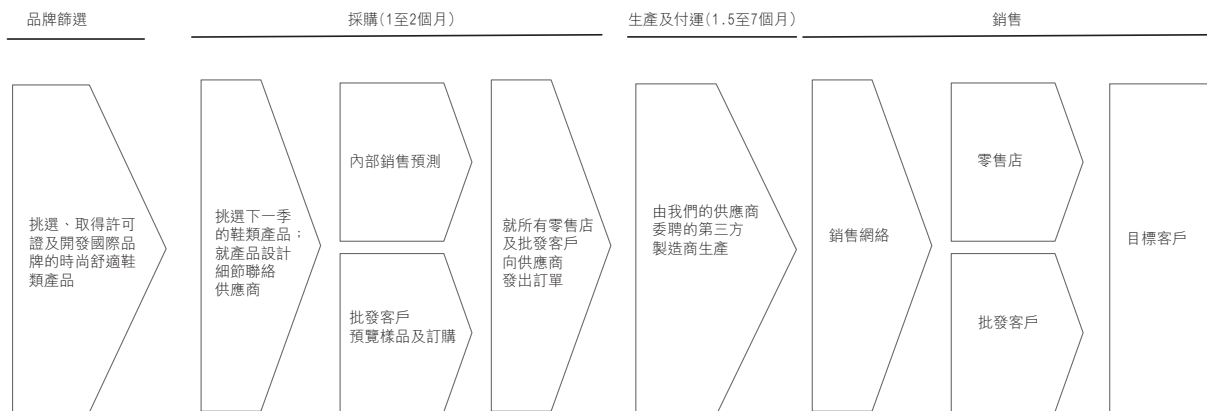 品牌篩選
採購(1至2個月)
生產及付運(1.5至7個月)
銷售
挑選、取得許可
證及開發國際品
牌的時尚舒適鞋
類產品
挑選下一季
的鞋類產品；
就產品設計
細節聯絡
供應商
內部銷售預測
批發客戶
預覽樣品及訂購
就所有零售店
及批發客戶
向供應商
發出訂單
由我們的供應商
委聘的第三方
製造商生產
銷售網絡
零售店
批發客戶
目標客戶